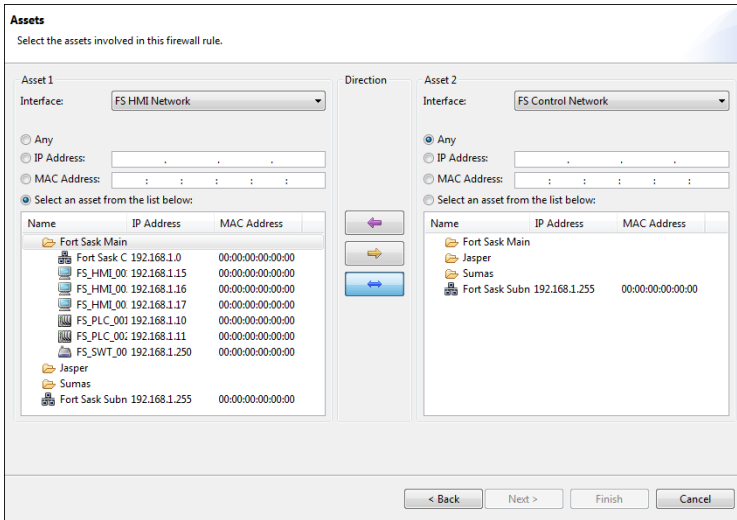 Assets
Select the assets involved in this firewall rule.
Asset 1
Interface: FS HMI Network
Any
IP Address: . . .
MAC Address: : : : : :
Select an asset from the list below:
Name IP Address MAC Address
Fort Sask Main
Fort Sask C 192.168.1.0 00:00:00:00:00:00
FS_HMI_00 192.168.1.15 00:00:00:00:00:00
FS_HMI_00 192.168.1.16 00:00:00:00:00:00
FS_HMI_00 192.168.1.17 00:00:00:00:00:00
FS_PLC_001 192.168.1.10 00:00:00:00:00:00
FS_PLC_002 192.168.1.11 00:00:00:00:00:00
FS_SWT_00 192.168.1.250 00:00:00:00:00:00
Jasper
Sumas
Fort Sask Subn 192.168.1.255 00:00:00:00:00:00
Direction
Asset 2
Interface: FS Control Network
Any
IP Address: . . .
MAC Address: : : : : :
Select an asset from the list below:
Name IP Address MAC Address
Fort Sask Main
Jasper
Sumas
Fort Sask Subn 192.168.1.255 00:00:00:00:00:00
< Back Next > Finish Cancel